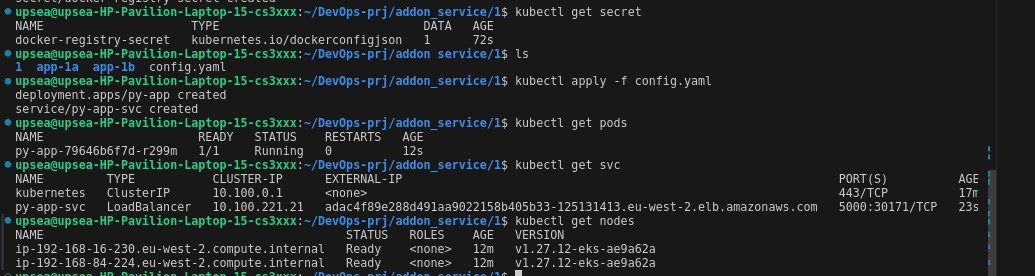 secret/docker-registry-secret created
upsea@upsea-HP-Pavilion-Laptop-15-cs3xxx:~/DevOps-prj/addon_service/1$ kubectl get secret
NAME TYPE DATA AGE
docker-registry-secret kubernetes.io/dockerconfigjson 1 72s
upsea@upsea-HP-Pavilion-Laptop-15-cs3xxx:~/DevOps-prj/addon_service/1$ ls
1 app-1a app-1b config.yaml
upsea@upsea-HP-Pavilion-Laptop-15-cs3xxx:~/DevOps-prj/addon_service/1$ kubectl apply -f config.yaml
deployment.apps/py-app created
service/py-app-svc created
upsea@upsea-HP-Pavilion-Laptop-15-cs3xxx:~/DevOps-prj/addon_service/1$ kubectl get pods
NAME READY STATUS RESTARTS AGE
py-app-79646b6f7d-r299m 1/1 Running 0 12s
upsea@upsea-HP-Pavilion-Laptop-15-cs3xxx:~/DevOps-prj/addon_service/1$ kubectl get svc
NAME TYPE CLUSTER-IP EXTERNAL-IP PORT(S) AGE
kubernetes ClusterIP 10.100.0.1 <none> 443/TCP 17m
py-app-svc LoadBalancer 10.100.221.21 adac4f89e288d491aa9022158b405b33-125131413.eu-west-2.elb.amazonaws.com 5000:30171/TCP 23s
upsea@upsea-HP-Pavilion-Laptop-15-cs3xxx:~/DevOps-prj/addon_service/1$ kubectl get nodes
NAME STATUS ROLES AGE VERSION
ip-192-168-16-230.eu-west-2.compute.internal Ready <none> 12m v1.27.12-eks-ae9a62a
ip-192-168-84-224.eu-west-2.compute.internal Ready <none> 12m v1.27.12-eks-ae9a62a
upsea@upsea-HP-Pavilion-Laptop-15-cs3xxx:~/DevOps-prj/addon_service/1$